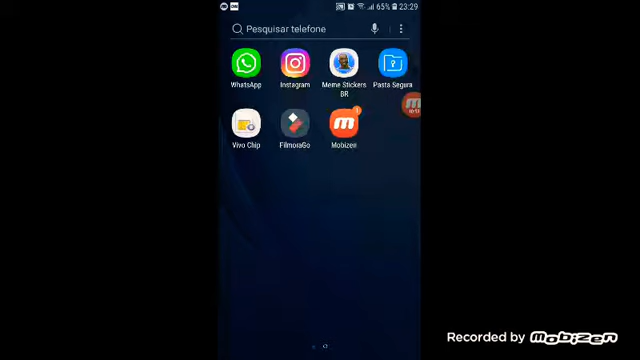 65% 23:29
Pesquisar telefone
WhatsApp
Instagram
Meme Stickers
BR
Pasta Segura
Vivo Chip
FilmoraGo
Mobizen
1
Recorded by Mobizen